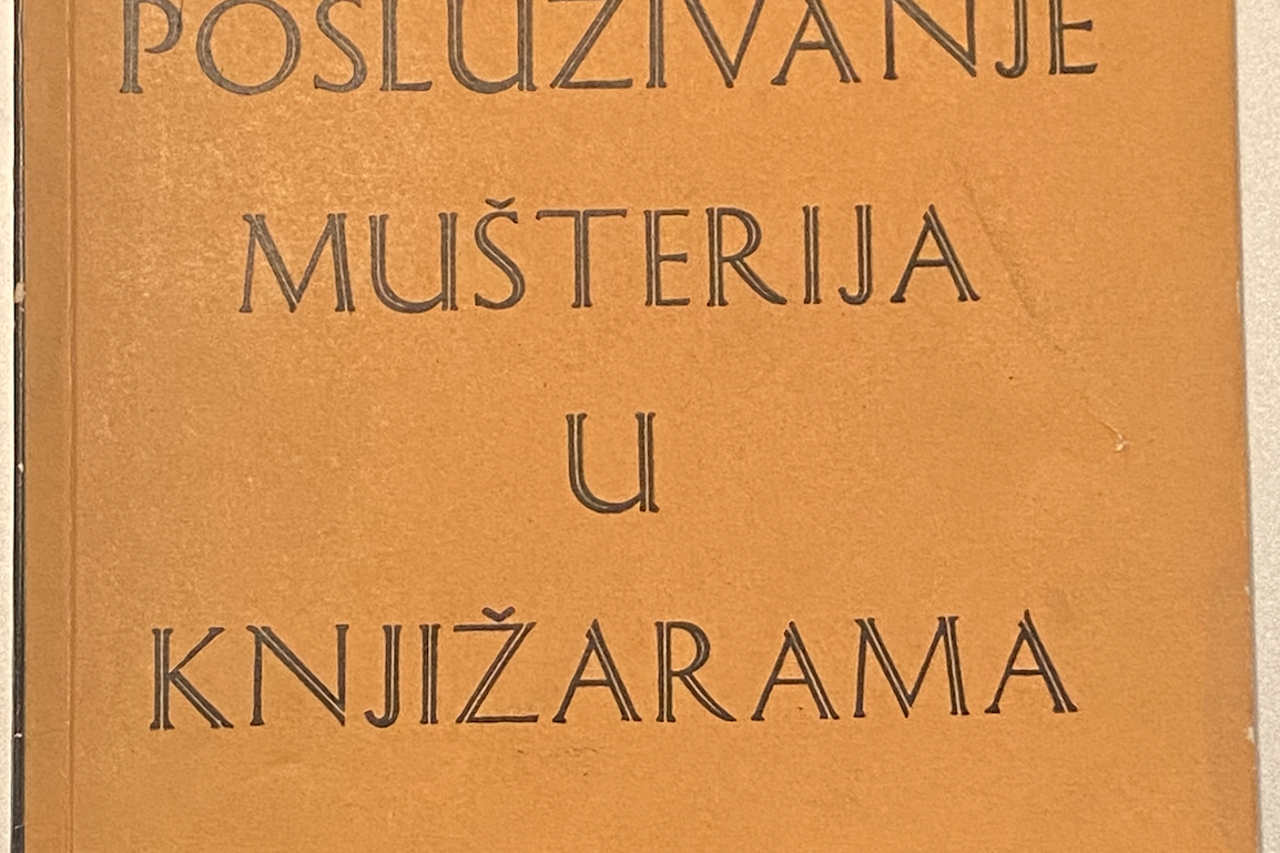 POSLUŽIVANJE
MUŠTERIJA
U
KNJIŽARAMA